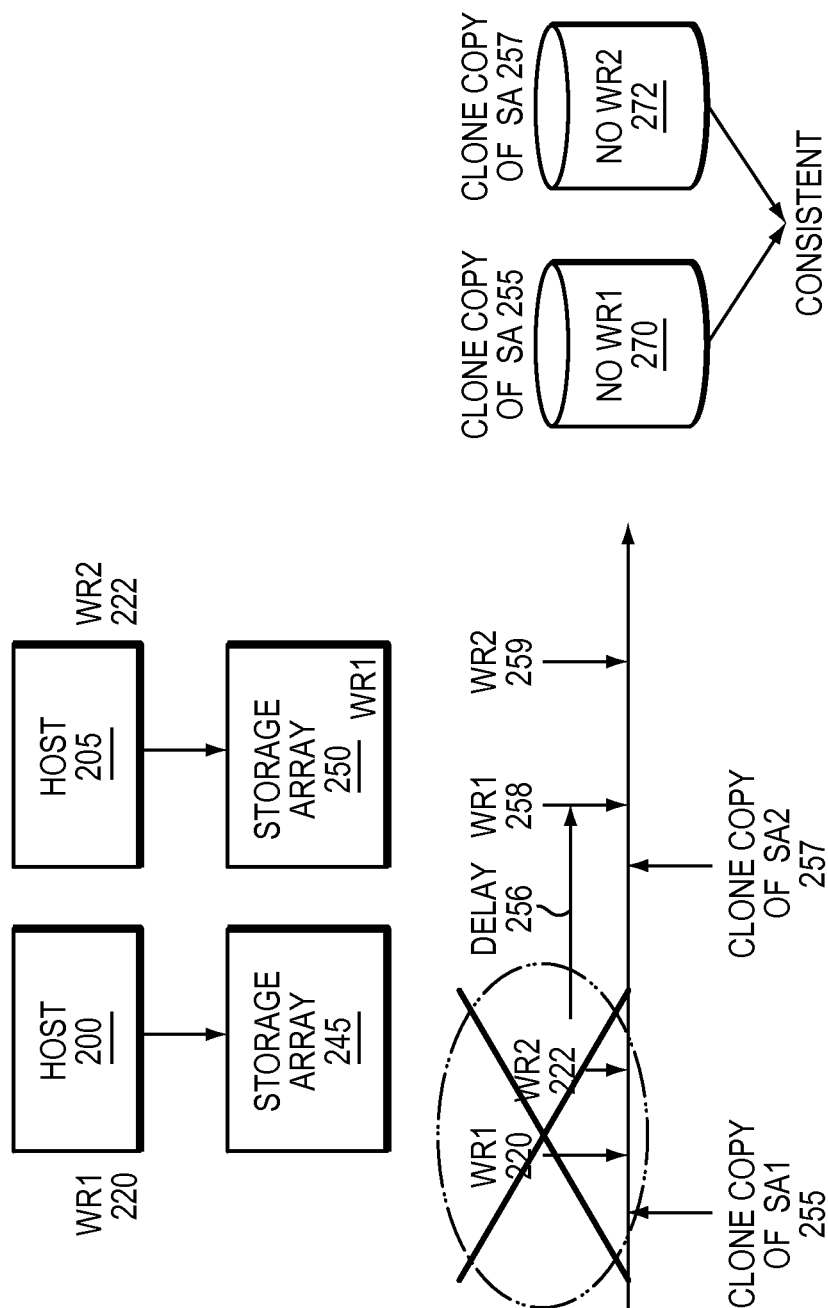 WR1
220
HOST
200
HOST
205
WR2
222
STORAGE
ARRAY
245
STORAGE
ARRAY
250
WR1
WR1
220
WR2
222
DELAY
256
WR1
258
WR2
259
CLONE COPY
OF SA1
255
CLONE COPY
OF SA2
257
CLONE COPY
OF SA 255
NO WR1
270
CLONE COPY
OF SA 257
NO WR2
272
CONSISTENT